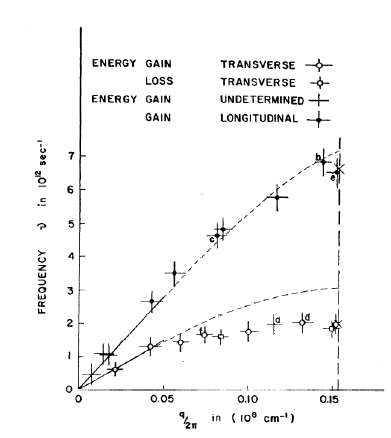 ENERGY GAIN TRANSVERSE
LOSS TRANSVERSE
ENERGY GAIN UNDETERMINED
GAIN LONGITUDINAL
7
6
5
4
3
2
1
0
FREQUENCY ν in 10¹² sec⁻¹
b
e
c
f
a
d
0 0.05 0.10 0.15
q/2π in (10⁸ cm⁻¹)